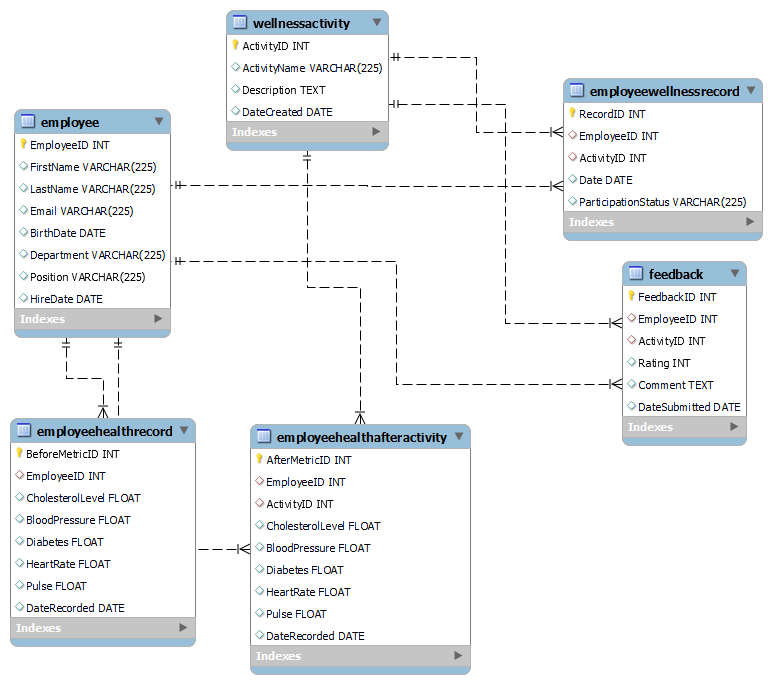 wellnessactivity
ActivityID INT
ActivityName VARCHAR(225)
Description TEXT
DateCreated DATE
Indexes
employeewellnessrecord
RecordID INT
EmployeeID INT
ActivityID INT
Date DATE
ParticipationStatus VARCHAR(225)
Indexes
employee
EmployeeID INT
FirstName VARCHAR(225)
LastName VARCHAR(225)
Email VARCHAR(225)
BirthDate DATE
Department VARCHAR(225)
Position VARCHAR(225)
HireDate DATE
Indexes
feedback
FeedbackID INT
EmployeeID INT
ActivityID INT
Rating INT
Comment TEXT
DateSubmitted DATE
Indexes
employeehealthrecord
BeforeMetricID INT
EmployeeID INT
CholesterolLevel FLOAT
BloodPressure FLOAT
Diabetes FLOAT
HeartRate FLOAT
Pulse FLOAT
DateRecorded DATE
Indexes
employeehealthafteractivity
AfterMetricID INT
EmployeeID INT
ActivityID INT
CholesterolLevel FLOAT
BloodPressure FLOAT
Diabetes FLOAT
HeartRate FLOAT
Pulse FLOAT
DateRecorded DATE
Indexes